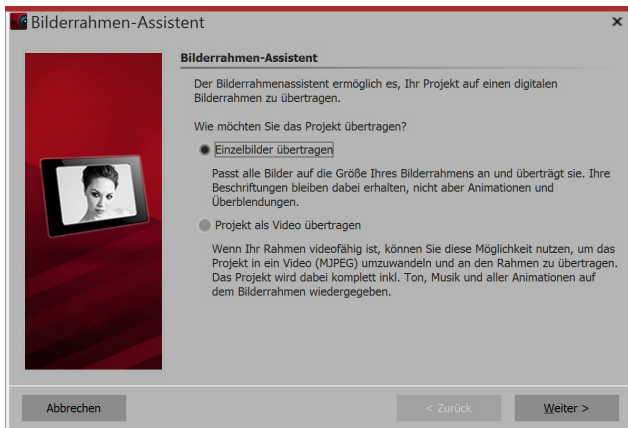 Bilderrahmen-Assistent
Bilderrahmen-Assistent
Der Bilderrahmenassistent ermöglich es, Ihr Projekt auf einen digitalen
Bilderrahmen zu übertragen.
Wie möchten Sie das Projekt übertragen?
Einzelbilder übertragen
Passt alle Bilder auf die Größe Ihres Bilderrahmens an und überträgt sie. Ihre
Beschriftungen bleiben dabei erhalten, nicht aber Animationen und
Überblendungen.
Projekt als Video übertragen
Wenn Ihr Rahmen videofähig ist, können Sie diese Möglichkeit nutzen, um das
Projekt in ein Video (MJPEG) umzuwandeln und an den Rahmen zu übertragen.
Das Projekt wird dabei komplett inkl. Ton, Musik und aller Animationen auf
dem Bilderrahmen wiedergegeben.
Abbrechen < Zurück Weiter >